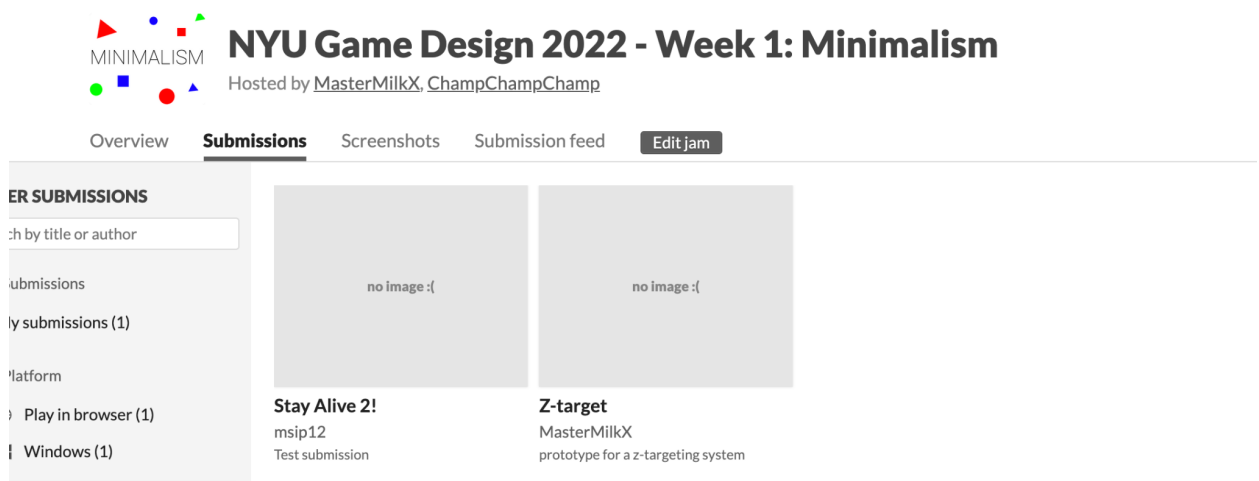 MINIMALISM
NYU Game Design 2022 - Week 1: Minimalism
Hosted by MasterMilkX, ChampChampChamp
Overview Submissions Screenshots Submission feed Edit jam
ER SUBMISSIONS
ch by title or author
ubmissions
y submissions (1)
Platform
Play in browser (1)
Windows (1)
no image :( no image :(
Stay Alive 2! Z-target
msip12 MasterMilkX
Test submission prototype for a z-targeting system